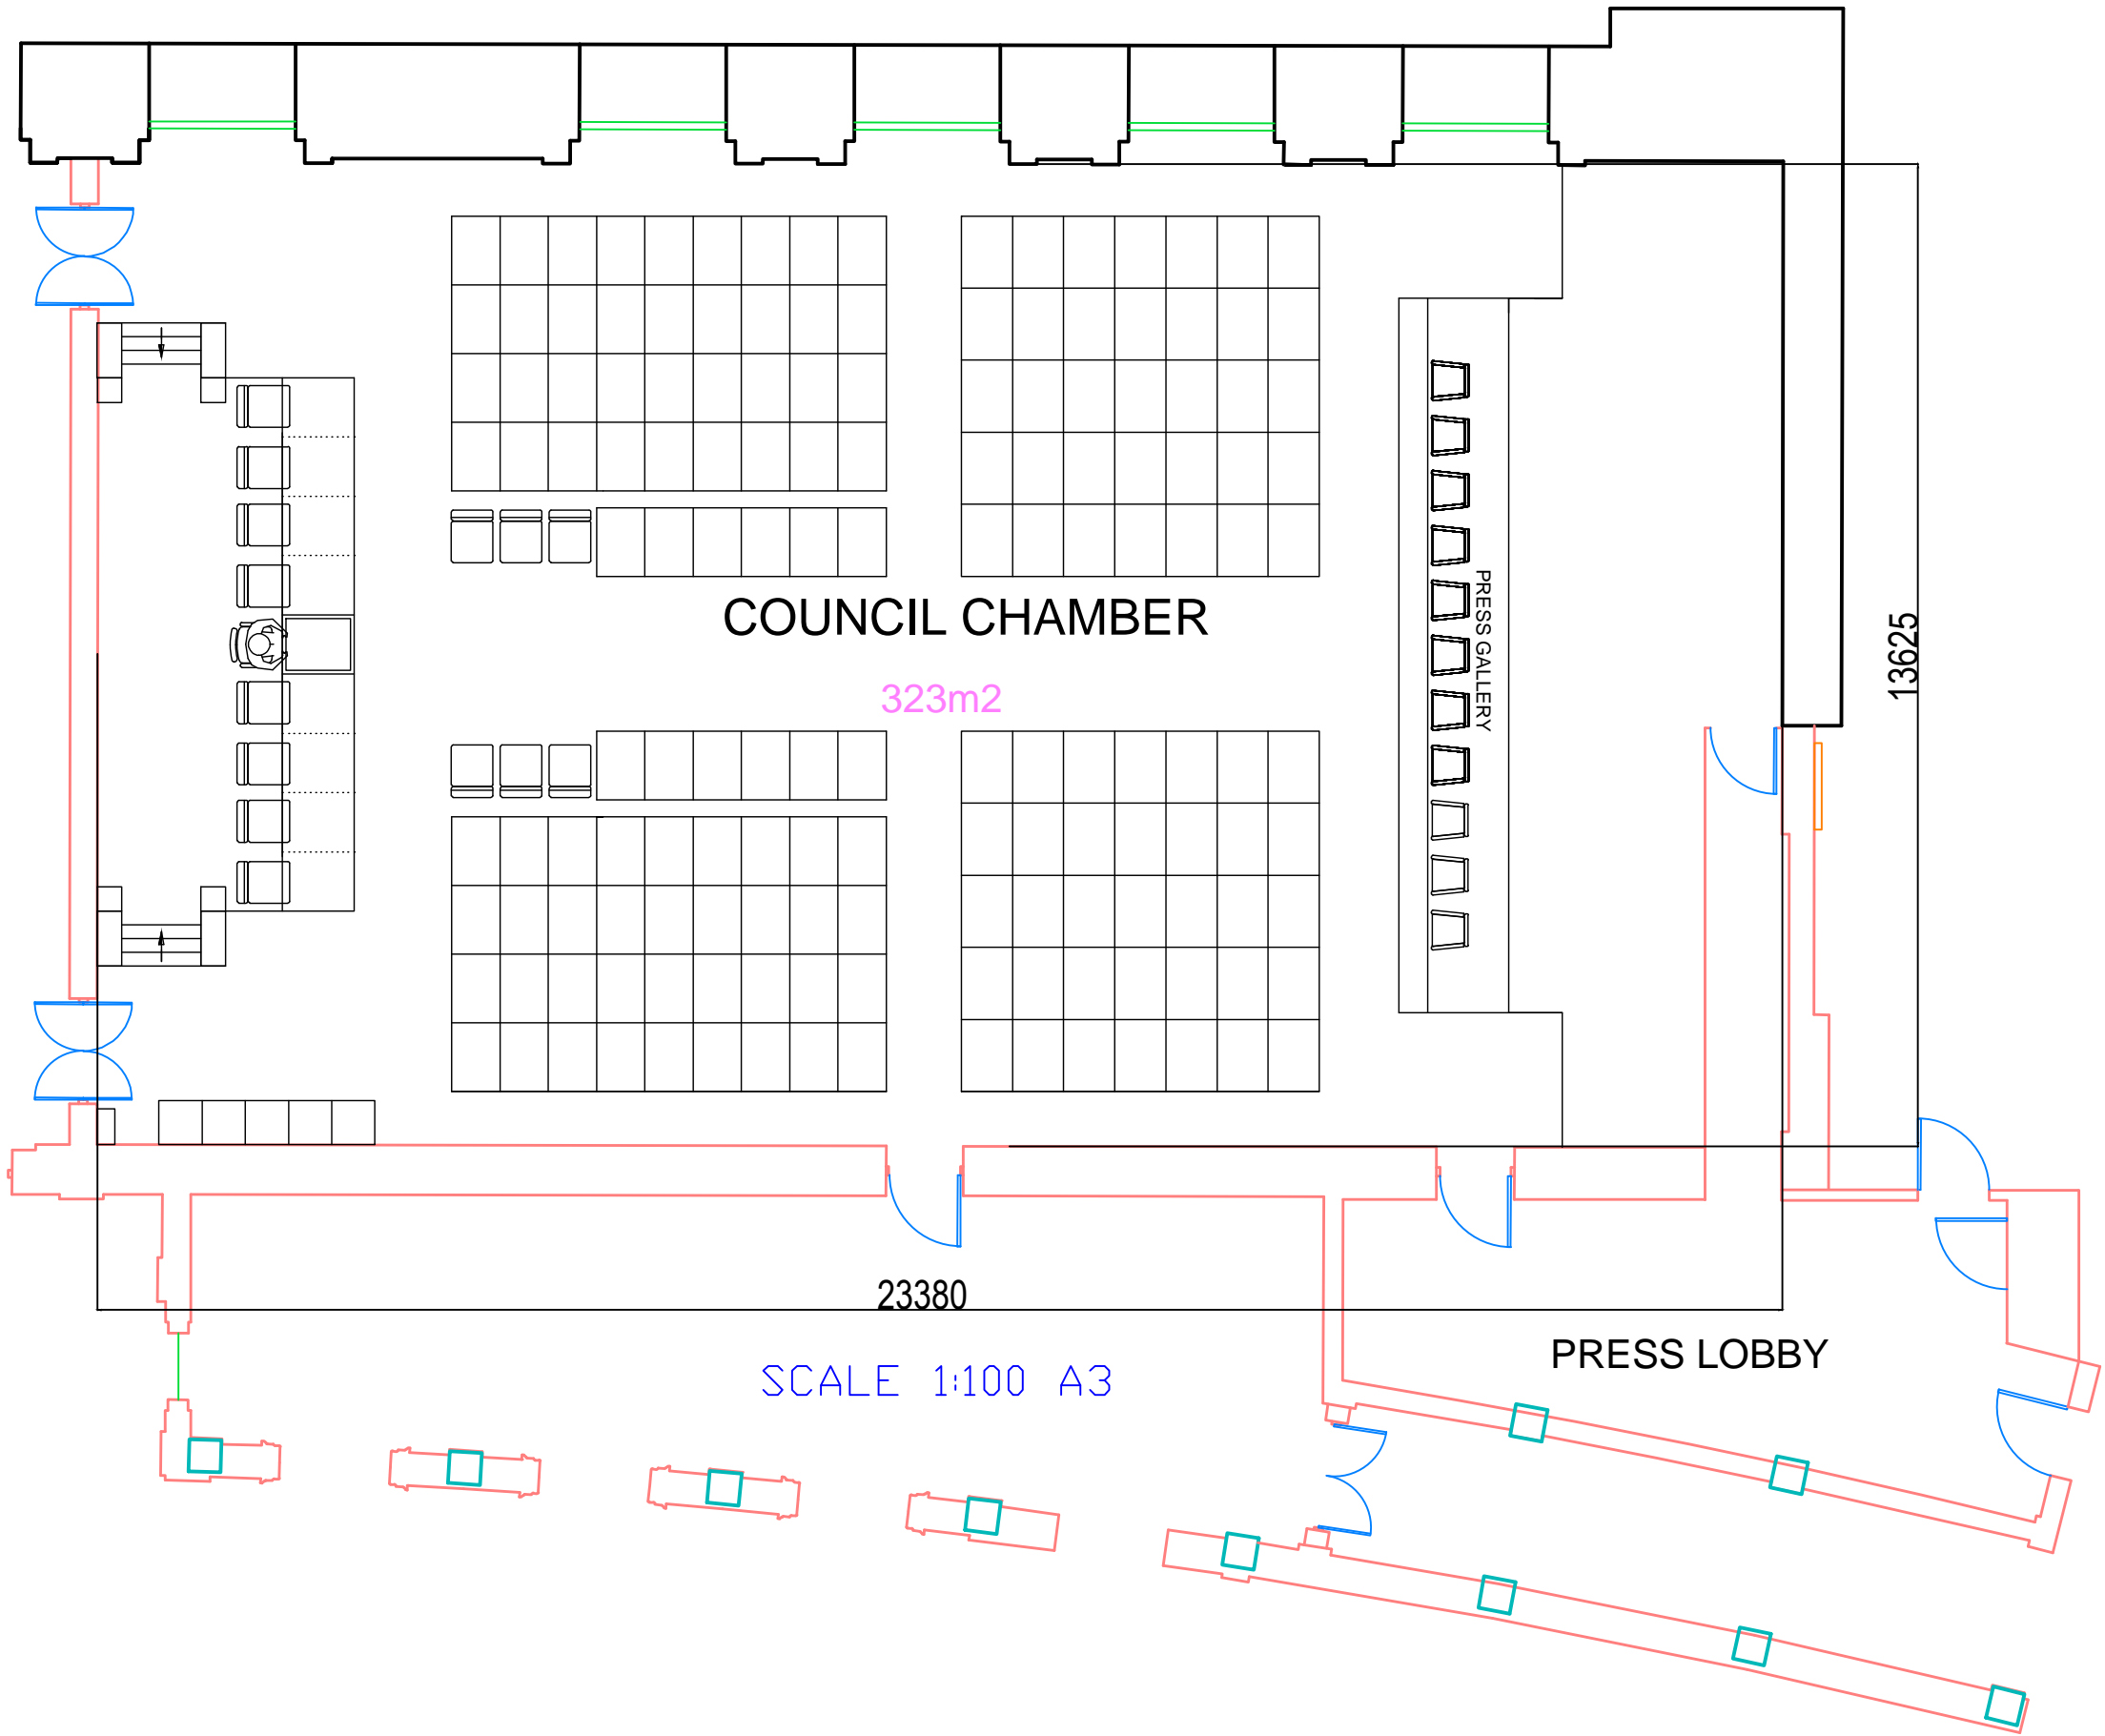 COUNCIL CHAMBER
323m2
PRESS GALLERY
13625
23380
SCALE 1:100 A3
PRESS LOBBY